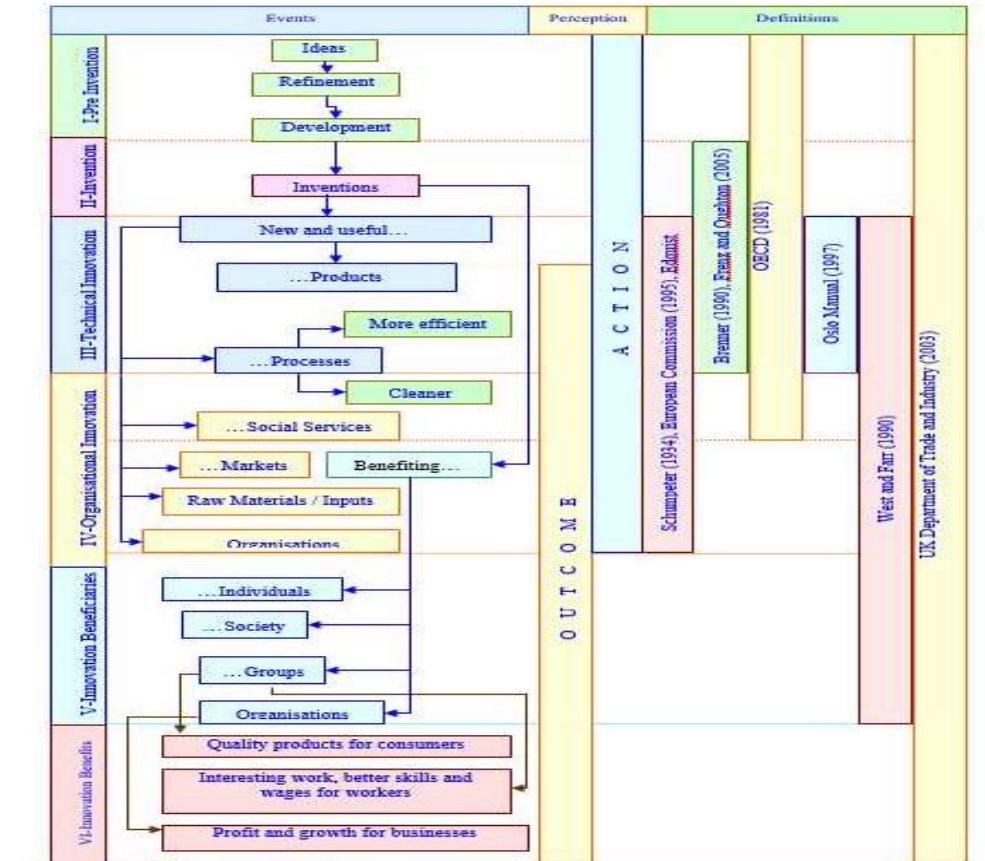 Events
Perception
Definitions
I-Pre Invention
Ideas
Refinement
Development
II-Invention
Inventions
III-Technical Innovation
New and useful…
…Products
More efficient
…Processes
Cleaner
IV-Organisational Innovation
…Social Services
…Markets
Benefiting…
Raw Materials / Inputs
Organisations
V-Innovation Beneficiaries
…Individuals
…Society
…Groups
Organisations
VI-Innovation Benefits
Quality products for consumers
Interesting work, better skills and
wages for workers
Profit and growth for businesses
OUTCOME
ACTION
Schumpeter (1934), European Commission (1995), Edquist
Brenner (1990), Frenz and Oughton (2005)
OECD (1981)
Oslo Manual (1997)
West and Farr (1990)
UK Department of Trade and Industry (2003)